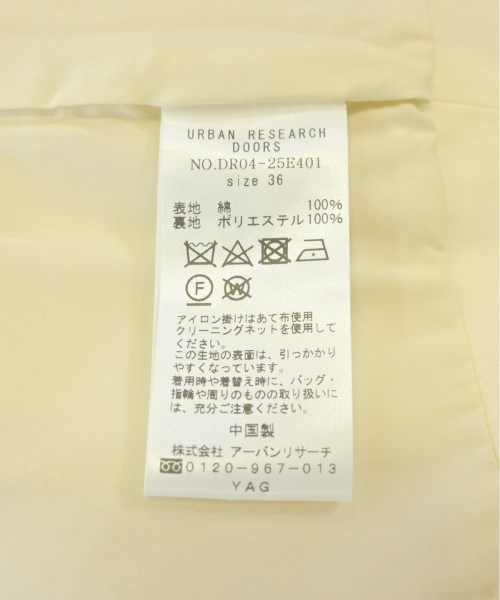 URBAN RESEARCH
DOORS
NO.DR04-25E401
size 36
表地 綿 100%
裏地 ポリエステル 100%
F W
アイロン掛けはあて布使用
クリーニングネットを使用して
ください。
この生地の表面は、引っかかり
やすくなっています。
着用時や着替え時に、バッグ・
指輪や周りのものの取り扱いに
は、充分ご注意ください。
中国製
株式会社 アーバンリサーチ
0120-967-013
YAG